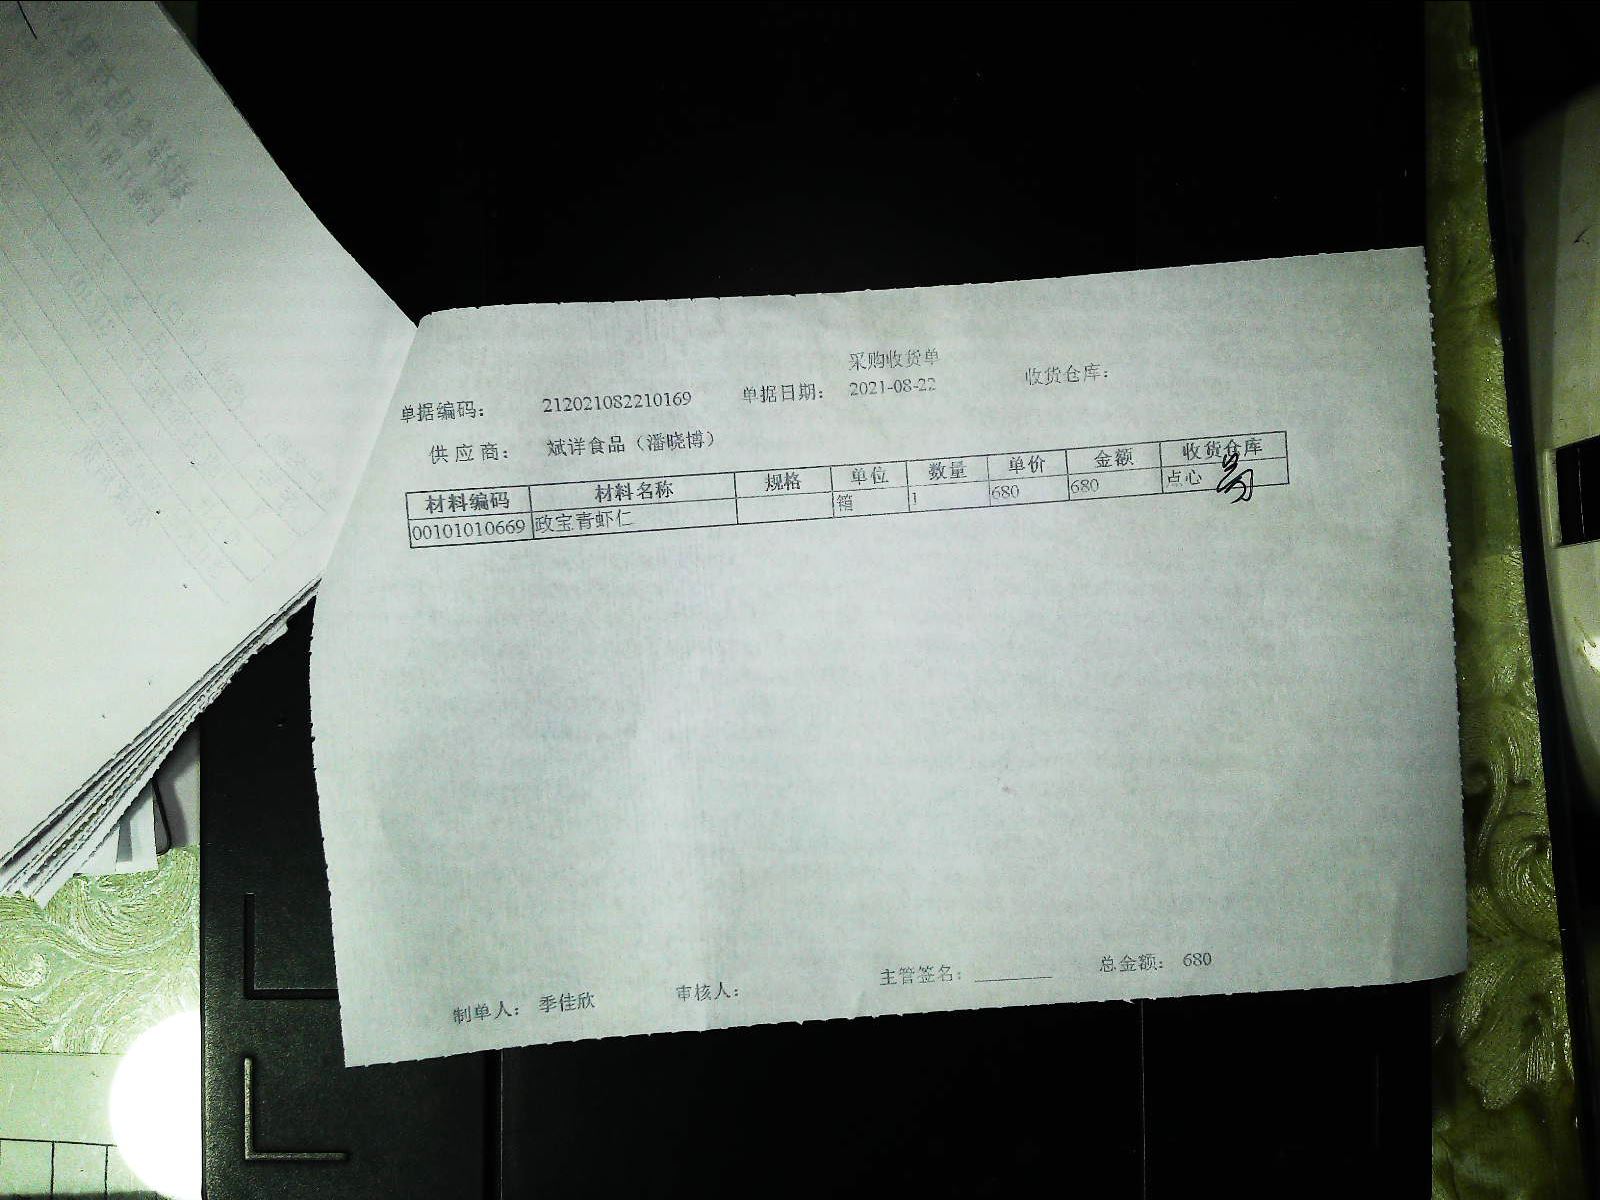 采购收货单
单据编码： 212021082210169 单据日期： 2021-08-22 收货仓库：
供应商： 斌详食品（潘晓博）
材料编码 材料名称 规格 单位 数量 单价 金额 收货仓库
00101010669 政宝青虾仁 箱 1 680 680 点心
制单人： 季佳欣 审核人： 主管签名： 总金额： 680